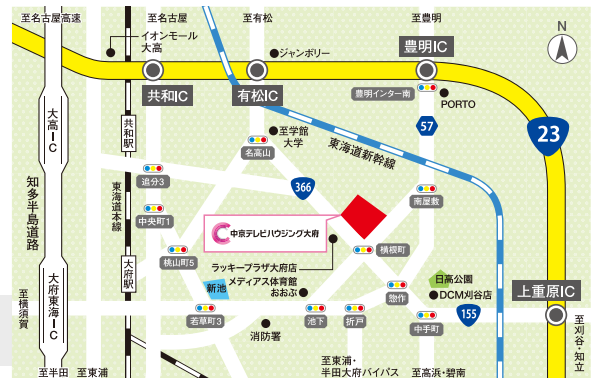 至名古屋高速
至名古屋
至有松
至豊明
N
イオンモール
大高
ジャンボリー
豊明IC
共和IC
有松IC
豊明インター南
PORTO
大高IC
共和駅
至学館
大学
57
23
名高山
東海道新幹線
追分3
知多半島道路
東海道本線
366
南屋敷
中央町1
中京テレビハウジング大府
桃山町5
横根町
大府駅
ラッキープラザ大府店
メディアス体育館
おおぶ
新池
惣作
日高公園
DCM刈谷店
上重原IC
至横須賀
大府東海IC
若草町3
池下
折戸
中手町
155
消防署
至刈谷・知立
至半田
至東浦
至東浦・
半田大府バイパス
至高浜・碧南